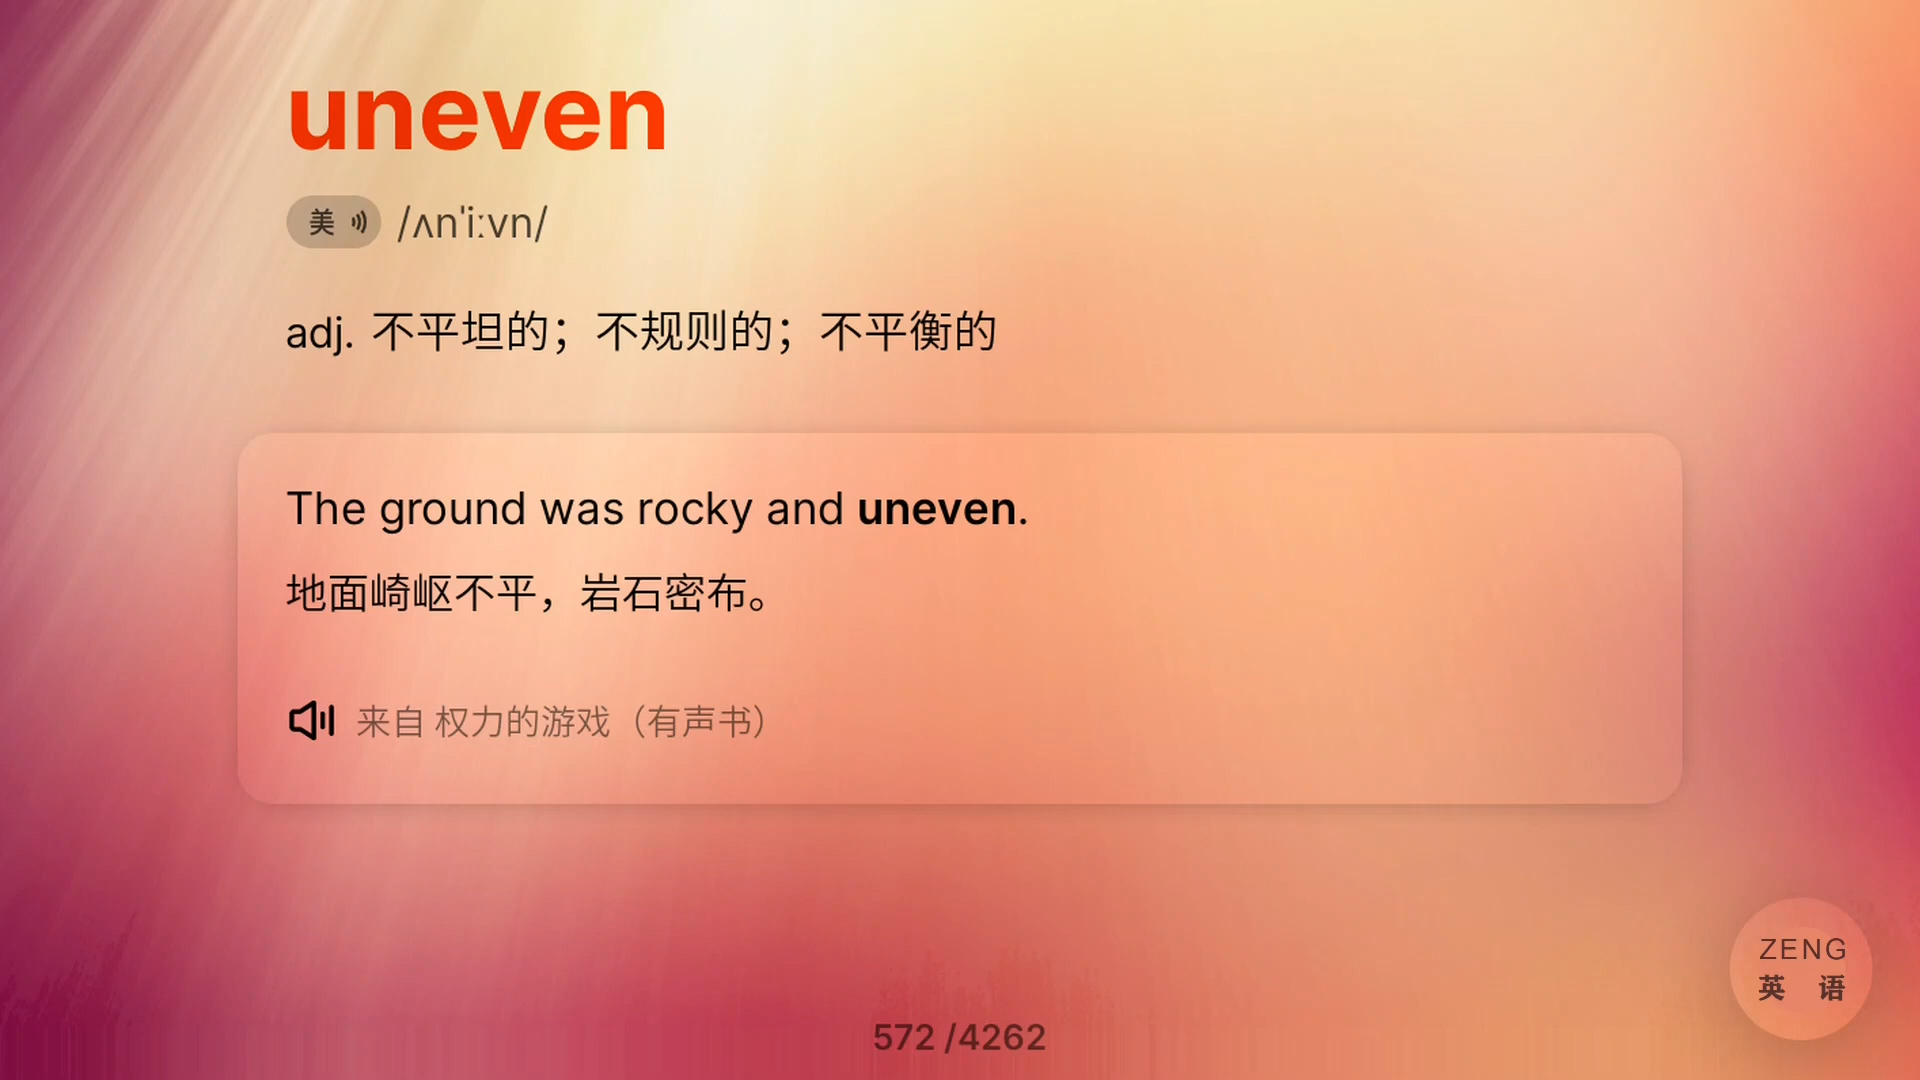 uneven
美 /ʌnˈiːvn/
adj. 不平坦的；不规则的；不平衡的
The ground was rocky and uneven.
地面崎岖不平，岩石密布。
来自 权力的游戏（有声书）
ZENG
英 语
572 /4262